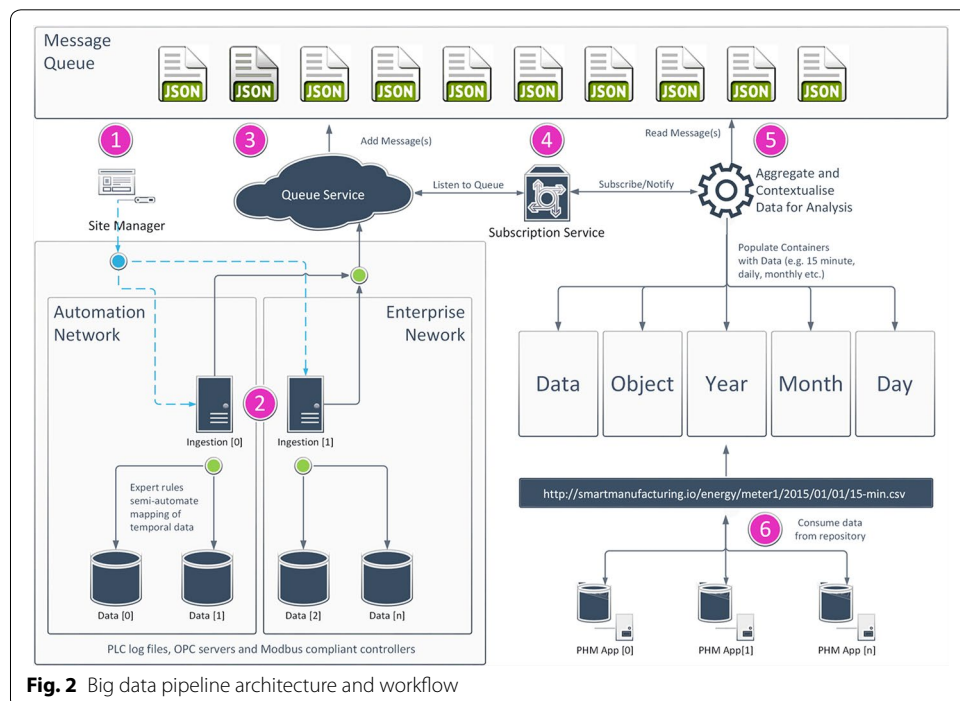 Message
Queue
JSON JSON JSON JSON JSON JSON JSON JSON JSON JSON
1
3
Add Message(s)
4
Read Message(s)
5
Site Manager
Queue Service
Listen to Queue
Subscription Service
Subscribe/Notify
Aggregate and
Contextualise
Data for Analysis
Populate Containers
with Data (e.g. 15 minute,
daily, monthly etc.)
Automation
Network
Enterprise
Nework
2
Ingestion [0]
Ingestion [1]
Expert rules
semi-automate
mapping of
temporal data
Data [0]
Data [1]
Data [2]
Data[n]
PLC log files, OPC servers and Modbus compliant controllers
Data
Object
Year
Month
Day
http://smartmanufacturing.io/energy/meter1/2015/01/01/15-min.csv
6
Consume data
from repository
PHM App [0]
PHM App[1]
PHM App [n]
Fig. 2 Big data pipeline architecture and workflow